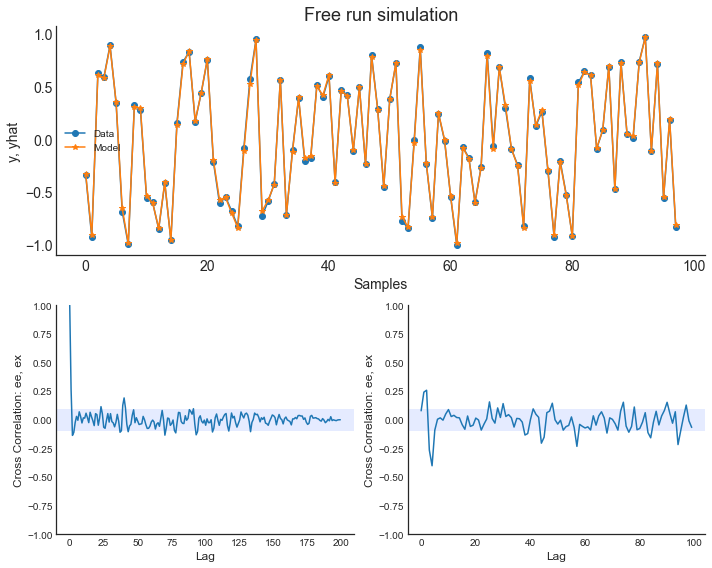 Free run simulation
y, yhat
1.0
0.5
0.0
−0.5
−1.0
Data
Model
0 20 40 60 80 100
Samples
Cross Correlation: ee, ex
1.00
0.75
0.50
0.25
0.00
−0.25
−0.50
−0.75
−1.00
0 25 50 75 100 125 150 175 200
Lag
Cross Correlation: ee, ex
1.00
0.75
0.50
0.25
0.00
−0.25
−0.50
−0.75
−1.00
0 20 40 60 80 100
Lag